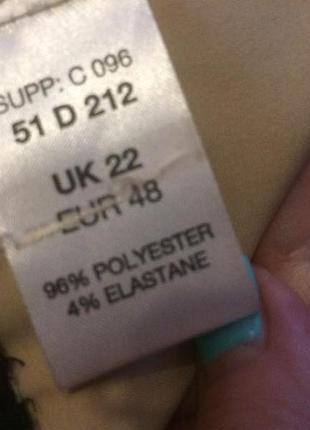 SUPP: C 096
51 D 212
UK 22
EUR 48
96% POLYESTER
4% ELASTANE